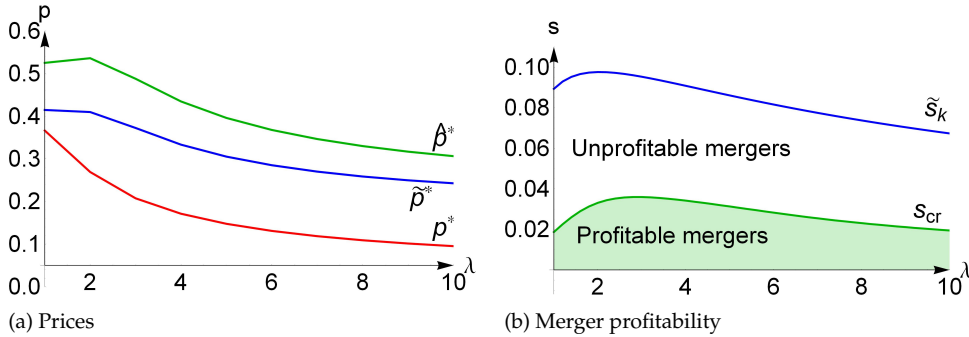 p
0.6
0.5
0.4
0.3
0.2
0.1
0.0
2
4
6
8
10
λ
p̂*
p̃*
p*
(a) Prices
s
0.10
0.08
0.06
0.04
0.02
2
4
6
8
10
λ
s̃ₖ
Unprofitable mergers
s_cr
Profitable mergers
(b) Merger profitability